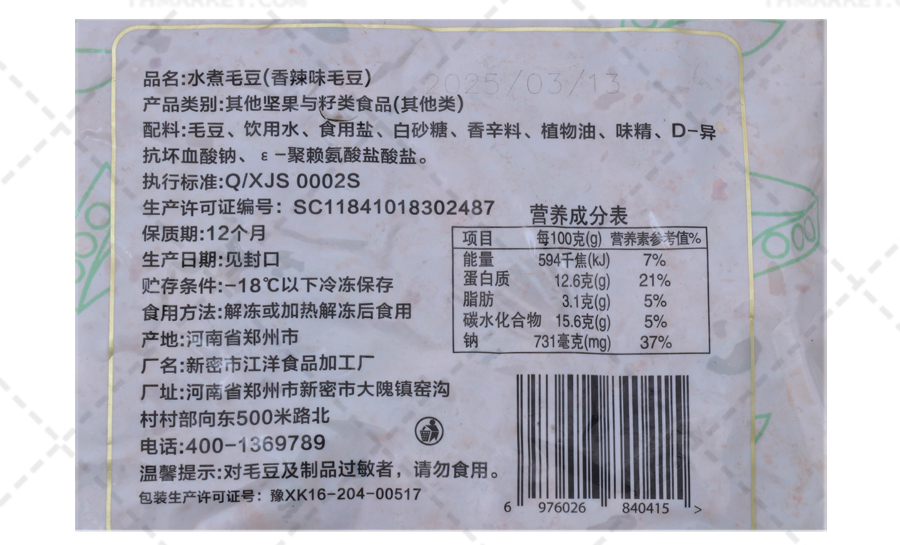 品名:水煮毛豆(香辣味毛豆)
2025/03/13
产品类别:其他坚果与籽类食品(其他类)
配料:毛豆、饮用水、食用盐、白砂糖、香辛料、植物油、味精、D-异
抗坏血酸钠、ε-聚赖氨酸盐酸盐。
执行标准:Q/XJS 0002S
生产许可证编号：SC11841018302487
保质期:12个月
生产日期:见封口
贮存条件:-18℃以下冷冻保存
食用方法:解冻或加热解冻后食用
产地:河南省郑州市
厂名:新密市江洋食品加工厂
厂址:河南省郑州市新密市大隗镇窑沟
村村部向东500米路北
电话:400-1369789
温馨提示:对毛豆及制品过敏者，请勿食用。
包装生产许可证号：豫XK16-204-00517
营养成分表
项目 每100克(g) 营养素参考值%
能量 594千焦(kJ) 7%
蛋白质 12.6克(g) 21%
脂肪 3.1克(g) 5%
碳水化合物 15.6克(g) 5%
钠 731毫克(mg) 37%
6 976026 840415 >